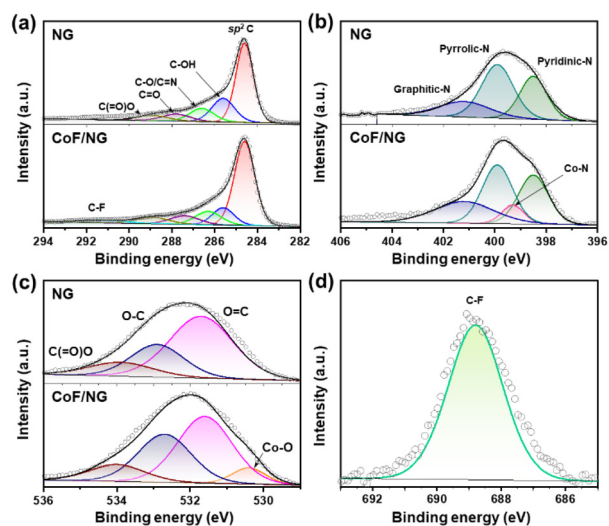 (a)
NG
sp² C
C-OH
C-O/C=N
C=O
C(=O)O
CoF/NG
C-F
Intensity (a.u.)
294 292 290 288 286 284 282
Binding energy (eV)
(b)
NG
Pyrrolic-N
Pyridinic-N
Graphitic-N
CoF/NG
Co-N
Intensity (a.u.)
406 404 402 400 398 396
Binding energy (eV)
(c)
NG
O-C
O=C
C(=O)O
CoF/NG
Co-O
Intensity (a.u.)
536 534 532 530
Binding energy (eV)
(d)
C-F
Intensity (a.u.)
692 690 688 686
Binding energy (eV)